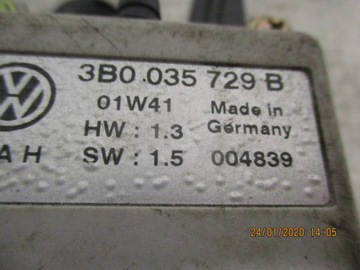 3B0 035 729 B
01W41 Made in
HW : 1.3 Germany
AH SW : 1.5 004839
24/01/2020 14:05